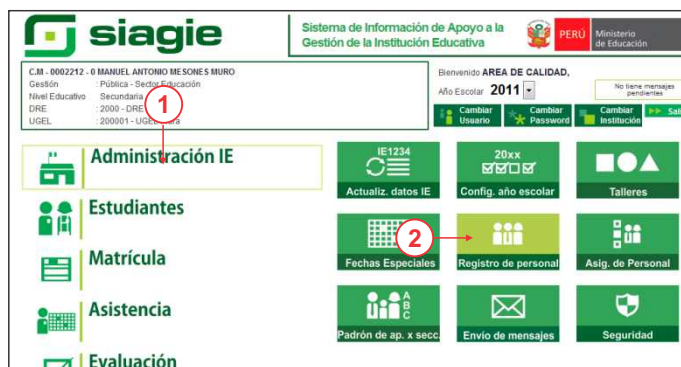 siagie
Sistema de Información de Apoyo a la
Gestión de la Institución Educativa
PERÚ
Ministerio
de Educación
C.M - 0002212 - 0 MANUEL ANTONIO MESONES MURO
Gestión : Pública - Sector Educación
Nivel Educativo Secundaria
DRE : 2000 - DRE
UGEL : 200001 - UGEL
Bienvenido AREA DE CALIDAD,
Año Escolar 2011
No tiene mensajes
pendientes
Cambiar
Usuario
Cambiar
Password
Cambiar
Institución
1
Administración IE
Estudiantes
Matrícula
Asistencia
Evaluación
IE1234
Actualiz. datos IE
20xx
Config. año escolar
Talleres
Fechas Especiales
2
Registro de personal
Asig. de Personal
A
B
C
Padrón de ap. x secc.
Envío de mensajes
Seguridad